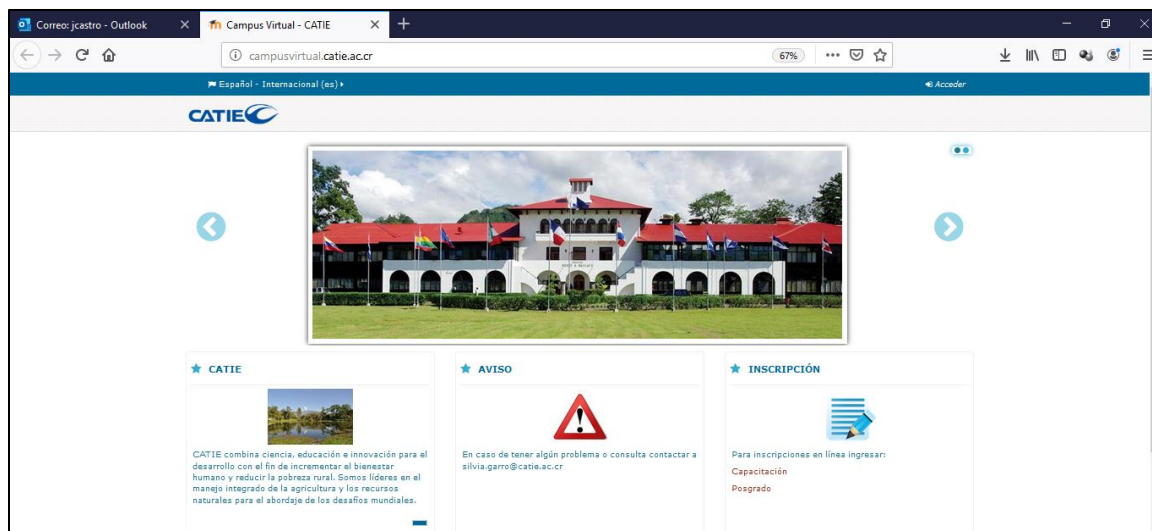 Correo: jcastro - Outlook
Campus Virtual - CATIE
campusvirtual.catie.ac.cr
67%
Español - Internacional (es)
Acceder
CATIE
CATIE
AVISO
INSCRIPCIÓN
CATIE combina ciencia, educación e innovación para el
desarrollo con el fin de incrementar el bienestar
humano y reducir la pobreza rural. Somos líderes en el
manejo integrado de la agricultura y los recursos
naturales para el abordaje de los desafíos mundiales.
En caso de tener algún problema o consulta contactar a
silvia.garro@catie.ac.cr
Para inscripciones en línea ingresar:
Capacitación
Posgrado